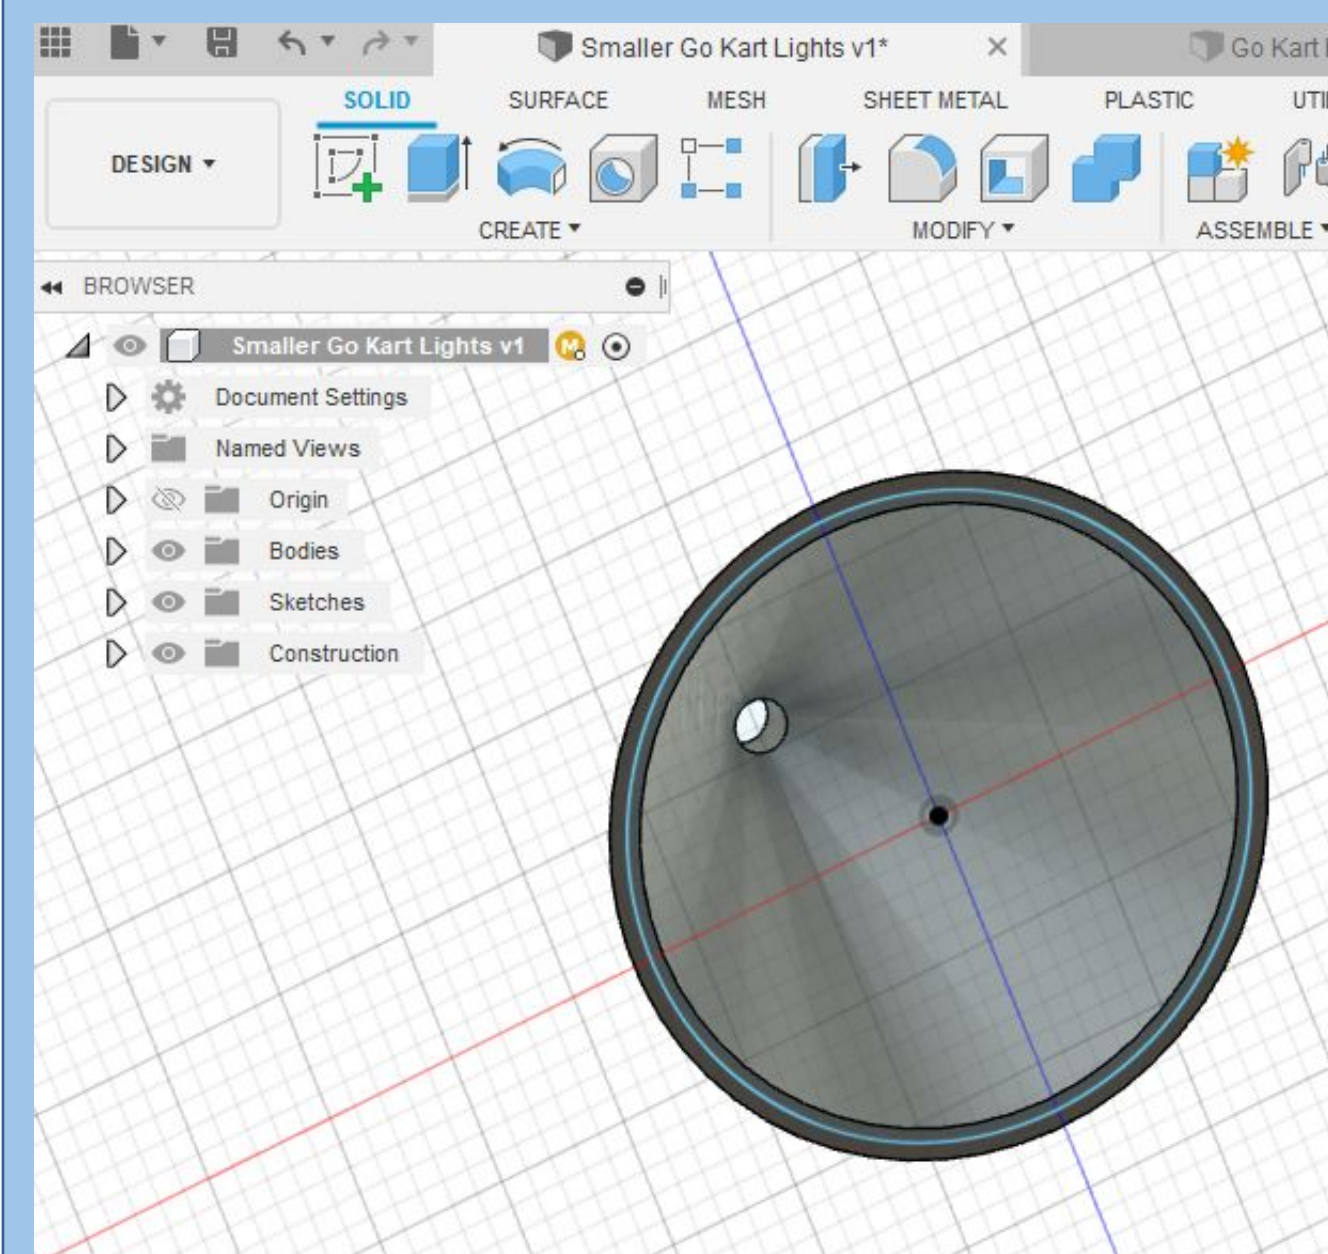 Smaller Go Kart Lights v1*
Go Kart
SOLID
SURFACE
MESH
SHEET METAL
PLASTIC
UTI
DESIGN
CREATE
MODIFY
ASSEMBLE
BROWSER
Smaller Go Kart Lights v1
M
Document Settings
Named Views
Origin
Bodies
Sketches
Construction